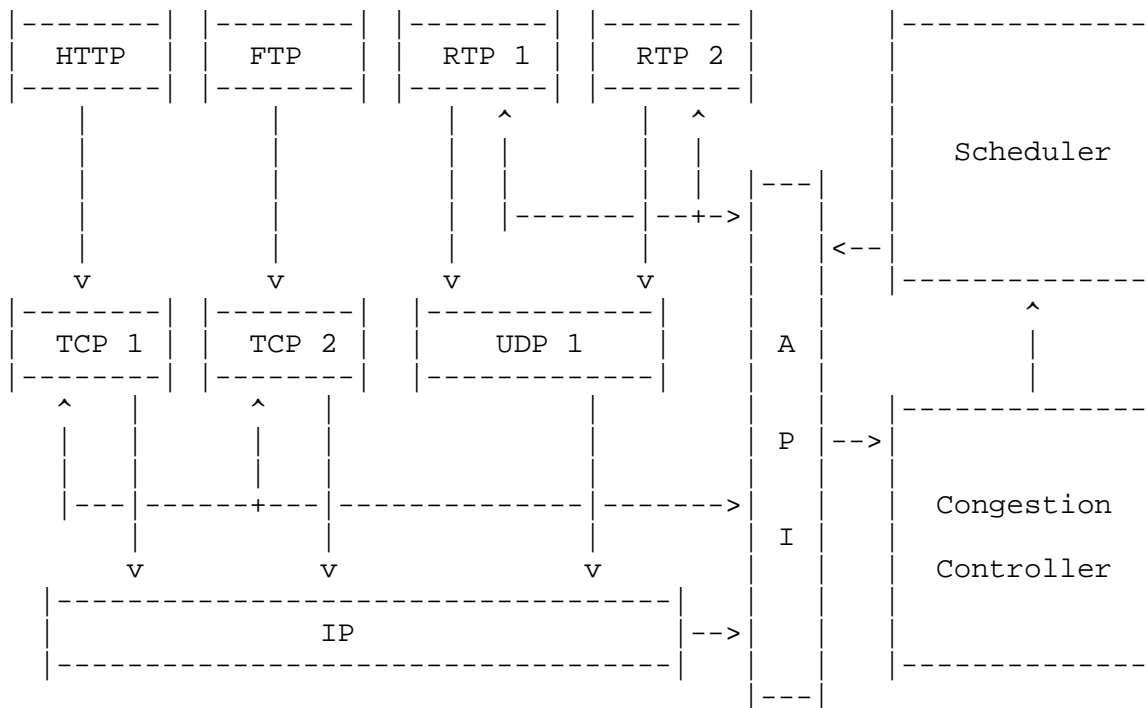 HTTP FTP RTP 1 RTP 2
Scheduler
TCP 1 TCP 2 UDP 1 A
P
Congestion
I
Controller
IP